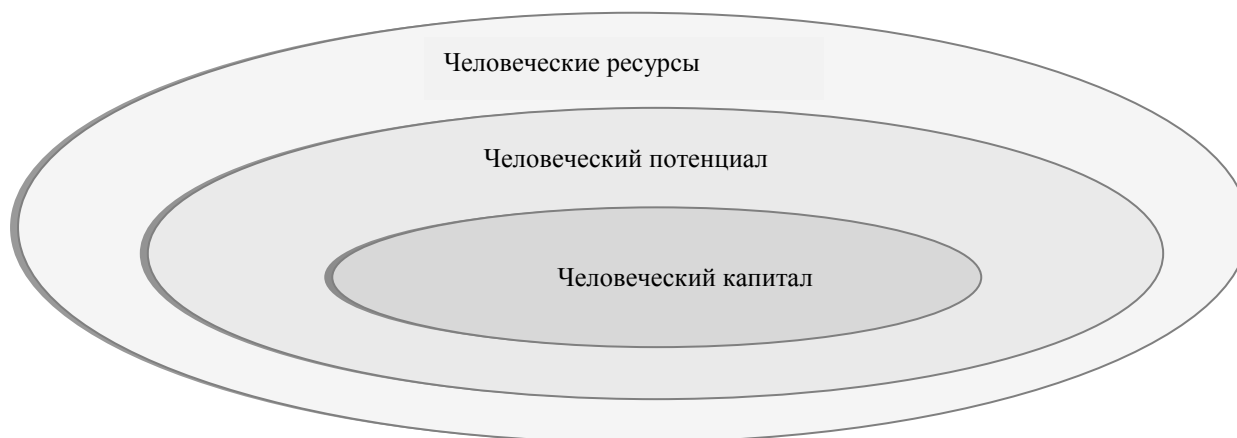 Человеческие ресурсы
Человеческий потенциал
Человеческий капитал